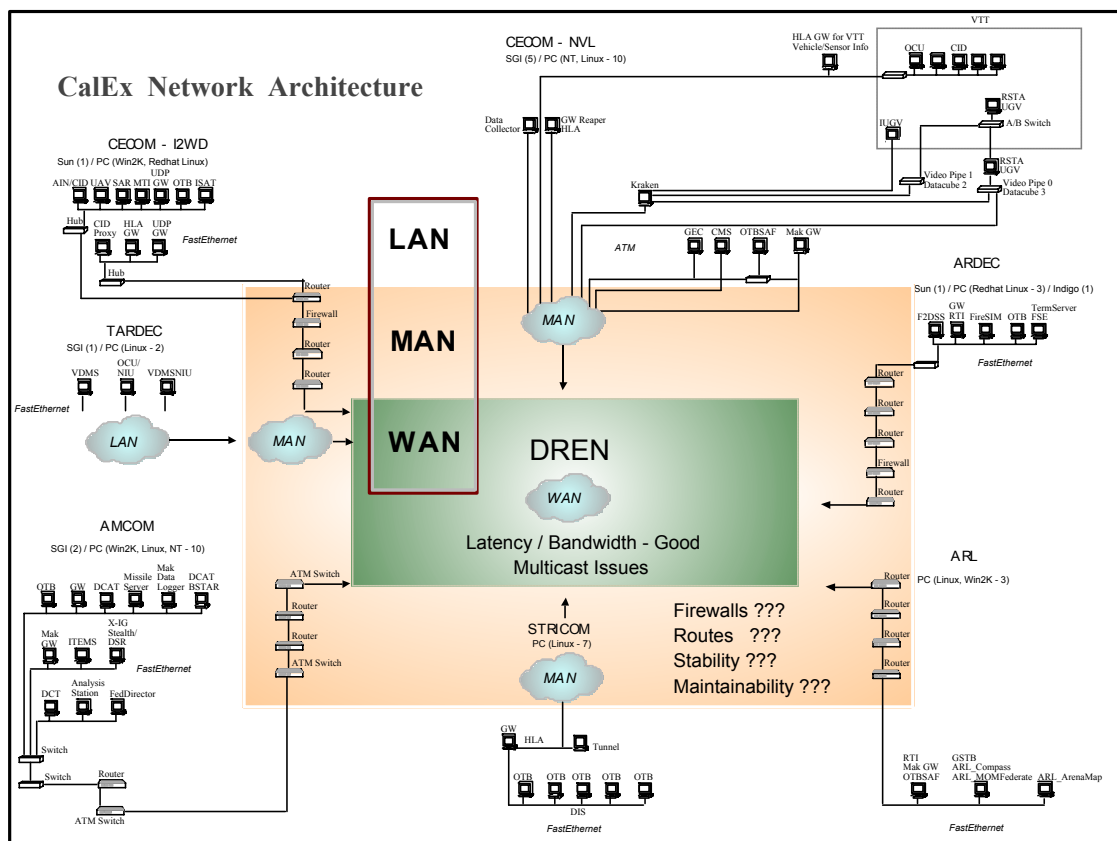 CalEx Network Architecture
CECOM - I2WD
Sun (1) / PC (Win2K, Redhat Linux)
UDP
AIN/CID UAV SAR MTI GW OTB ISAT
Hub
FastEthernet
CID
Proxy
HLA
GW
UDP
GW
Hub
Router
Firewall
Router
Router
TARDEC
SGI (1) / PC (Linux - 2)
OCU/
NIU
VDMS
VDMSNIU
FastEthernet
LAN
MAN
AMCOM
SGI (2) / PC (Win2K, Linux, NT - 10)
OTB
GW
DCAT
Missile
Server
Mak
Data
Logger
DCAT
BSTAR
Mak
GW
ITEMS
X-IG
Stealth/
DSR
FastEthernet
DCT
Analysis
Station
FedDirector
Switch
Switch
Router
ATM Switch
ATM Switch
Router
Router
ATM Switch
LAN
MAN
WAN
CECOM - NVL
SGI (5) / PC (NT, Linux - 10)
HLA GW for VTT
Vehicle/Sensor Info
VTT
OCU
CID
RSTA
UGV
A/B Switch
IUGV
RSTA
UGV
Video Pipe 1
Datacube 2
Video Pipe 0
Datacube 3
Data
Collector
GW Reaper
HLA
Kraken
ATM
GEC
CMS
OTBSAF
Mak GW
MAN
DREN
WAN
Latency / Bandwidth - Good
Multicast Issues
Firewalls ???
Routes ???
Stability ???
Maintainability ???
STRICOM
PC (Linux - 7)
MAN
GW
HLA
Tunnel
OTB OTB OTB OTB OTB
DIS
FastEthernet
ARDEC
Sun (1) / PC (Redhat Linux - 3) / Indigo (1)
F2DSS
GW
RTI
FireSIM
OTB
TermServer
FSE
FastEthernet
Router
Router
Router
Firewall
Router
ARL
PC (Linux, Win2K - 3)
Router
Router
Router
Router
RTI
Mak GW
OTBSAF
GSTB
ARL_Compass
ARL_MOMFederate
ARL_ArenaMap
FastEthernet